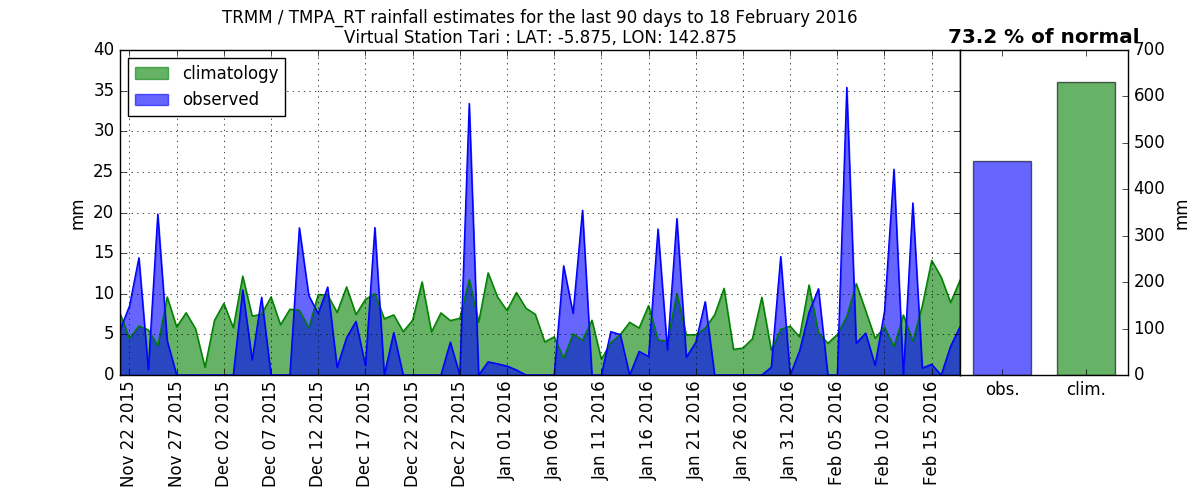 TRMM / TMPA_RT rainfall estimates for the last 90 days to 18 February 2016
Virtual Station Tari : LAT: -5.875, LON: 142.875
73.2 % of normal
climatology
observed
mm
40
35
30
25
20
15
10
5
0
Nov 22 2015
Nov 27 2015
Dec 02 2015
Dec 07 2015
Dec 12 2015
Dec 17 2015
Dec 22 2015
Dec 27 2015
Jan 01 2016
Jan 06 2016
Jan 11 2016
Jan 16 2016
Jan 21 2016
Jan 26 2016
Jan 31 2016
Feb 05 2016
Feb 10 2016
Feb 15 2016
obs.
clim.
700
600
500
400
300
200
100
0
mm